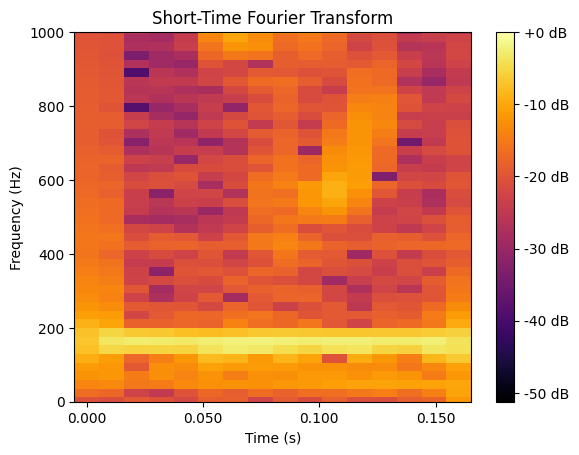 Short-Time Fourier Transform
1000
800
600
400
200
0
Frequency (Hz)
0.000
0.050
0.100
0.150
Time (s)
+0 dB
-10 dB
-20 dB
-30 dB
-40 dB
-50 dB